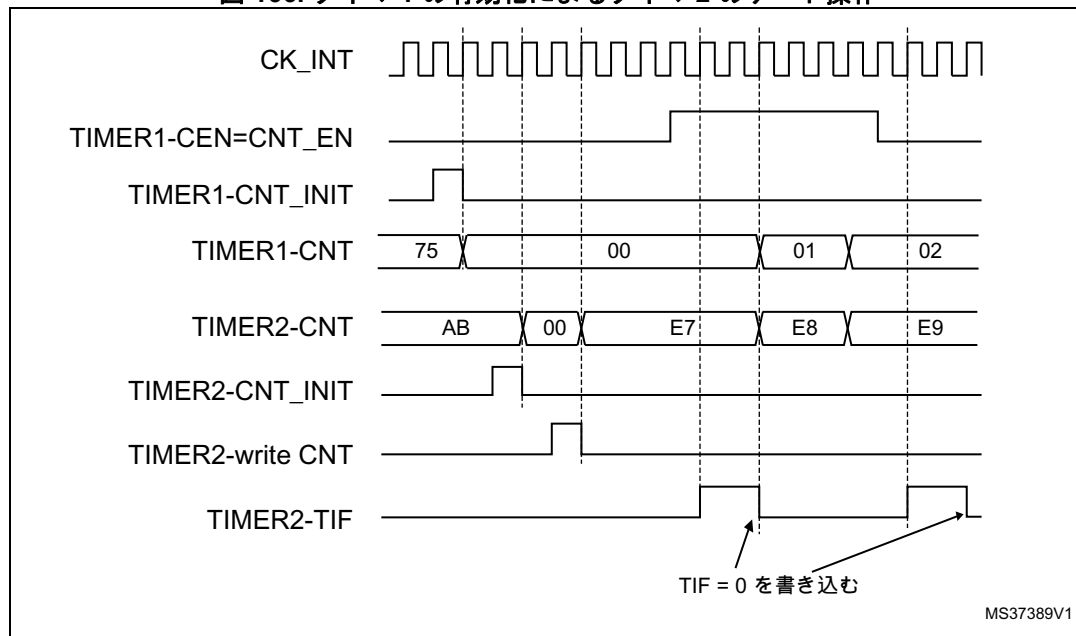 CK_INT
TIMER1-CEN=CNT_EN
TIMER1-CNT_INIT
TIMER1-CNT 75 00 01 02
TIMER2-CNT AB 00 E7 E8 E9
TIMER2-CNT_INIT
TIMER2-write CNT
TIMER2-TIF
TIF = 0 を書き込む
MS37389V1